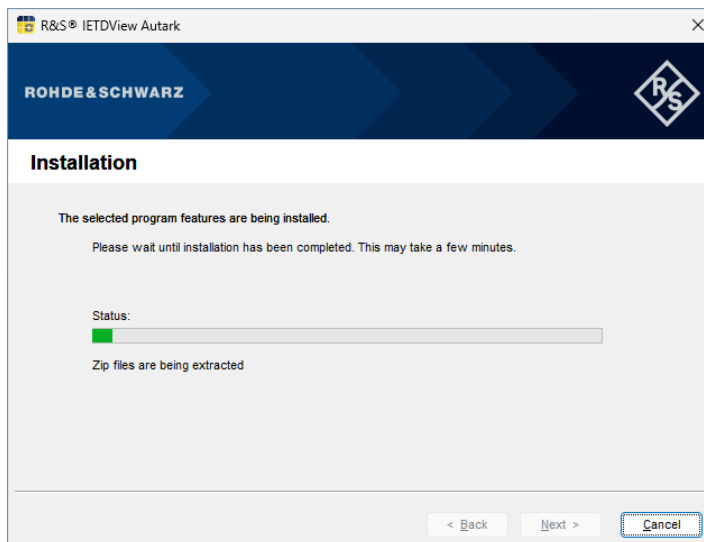 R&S® IETDView Autark
ROHDE&SCHWARZ
R&S
Installation
The selected program features are being installed.
Please wait until installation has been completed. This may take a few minutes.
Status:
Zip files are being extracted
< Back Next > Cancel